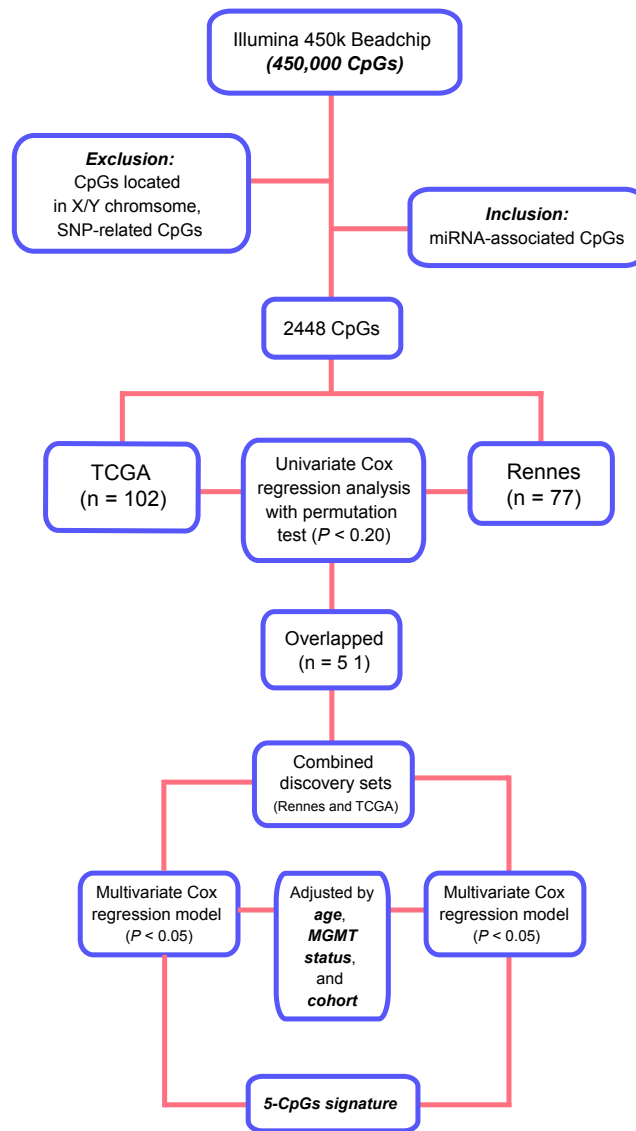 Illumina 450k Beadchip
(450,000 CpGs)
Exclusion:
CpGs located
in X/Y chromsome,
SNP-related CpGs
Inclusion:
miRNA-associated CpGs
2448 CpGs
TCGA
(n = 102)
Univariate Cox
regression analysis
with permutation
test (P < 0.20)
Rennes
(n = 77)
Overlapped
(n = 5 1)
Combined
discovery sets
(Rennes and TCGA)
Multivariate Cox
regression model
(P < 0.05)
Adjusted by
age,
MGMT
status,
and
cohort
Multivariate Cox
regression model
(P < 0.05)
5-CpGs signature